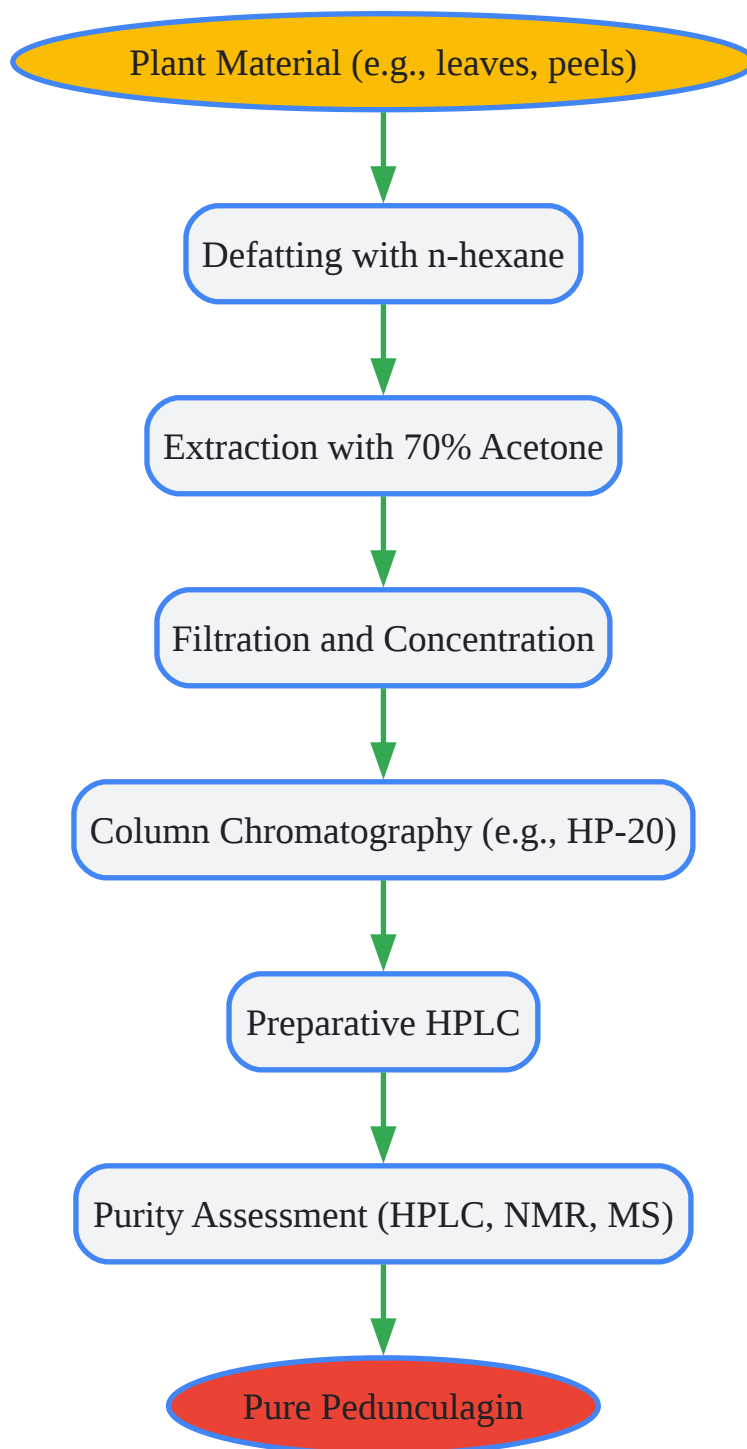 Plant Material (e.g., leaves, peels)
Defatting with n-hexane
Extraction with 70% Acetone
Filtration and Concentration
Column Chromatography (e.g., HP-20)
Preparative HPLC
Purity Assessment (HPLC, NMR, MS)
Pure Pedunculagin